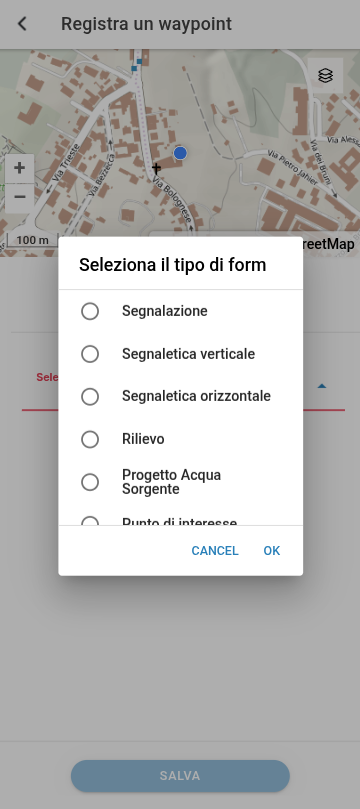 Registra un waypoint
Via Trieste
Via Bezzecca
Via Bolognese
Via Pietro Jahier
Via dei Bruni
+
−
100 m
reetMap
Seleziona il tipo di form
Sele
Segnalazione
Segnaletica verticale
Segnaletica orizzontale
Rilievo
Progetto Acqua
Sorgente
Punto di interesse
CANCEL
OK
SALVA